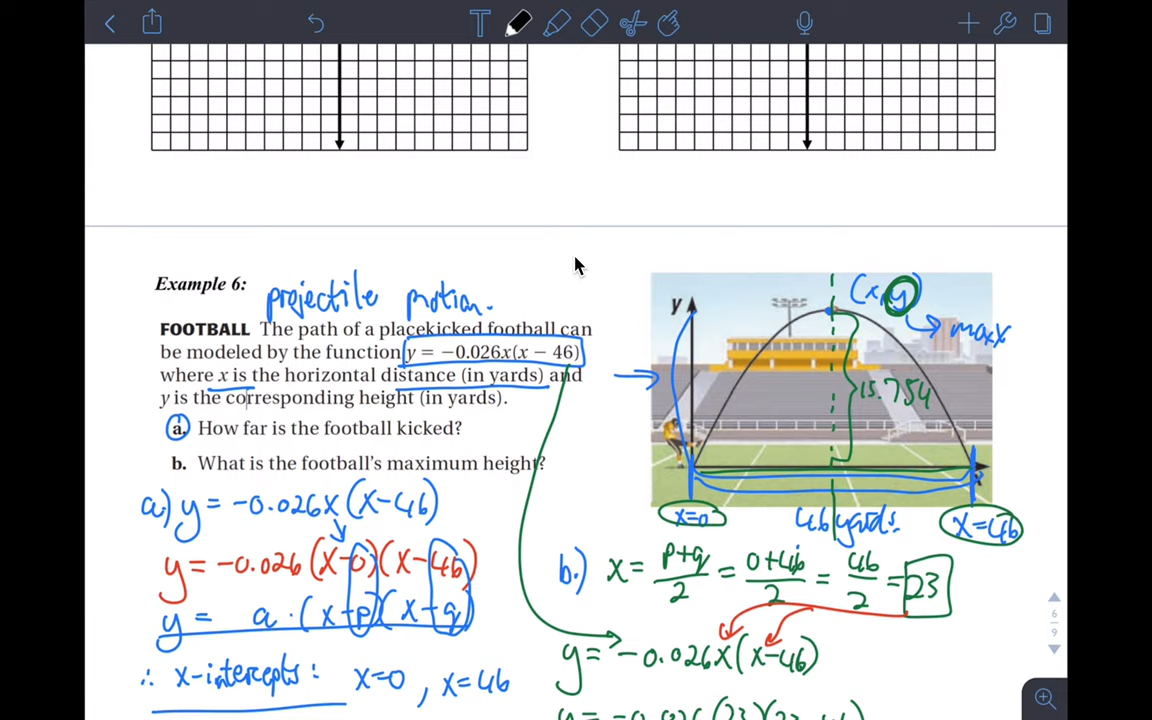 Example 6:
projectile motion.
FOOTBALL The path of a placekicked football can
be modeled by the function y = −0.026x(x − 46)
where x is the horizontal distance (in yards) and
y is the corresponding height (in yards).
a. How far is the football kicked?
b. What is the football's maximum height?
a.) y = -0.026x(x-46)
y = -0.026(x-0)(x-46)
y = a·(x-p)(x-q)
∴ x-intercepts: x=0, x=46
y
(x, y)
→ max
15.754
x
x=0
46 yards.
x=46
b.) x = p+q/2 = 0+46/2 = 46/2 = 23
y = -0.026x(x-46)
6
9